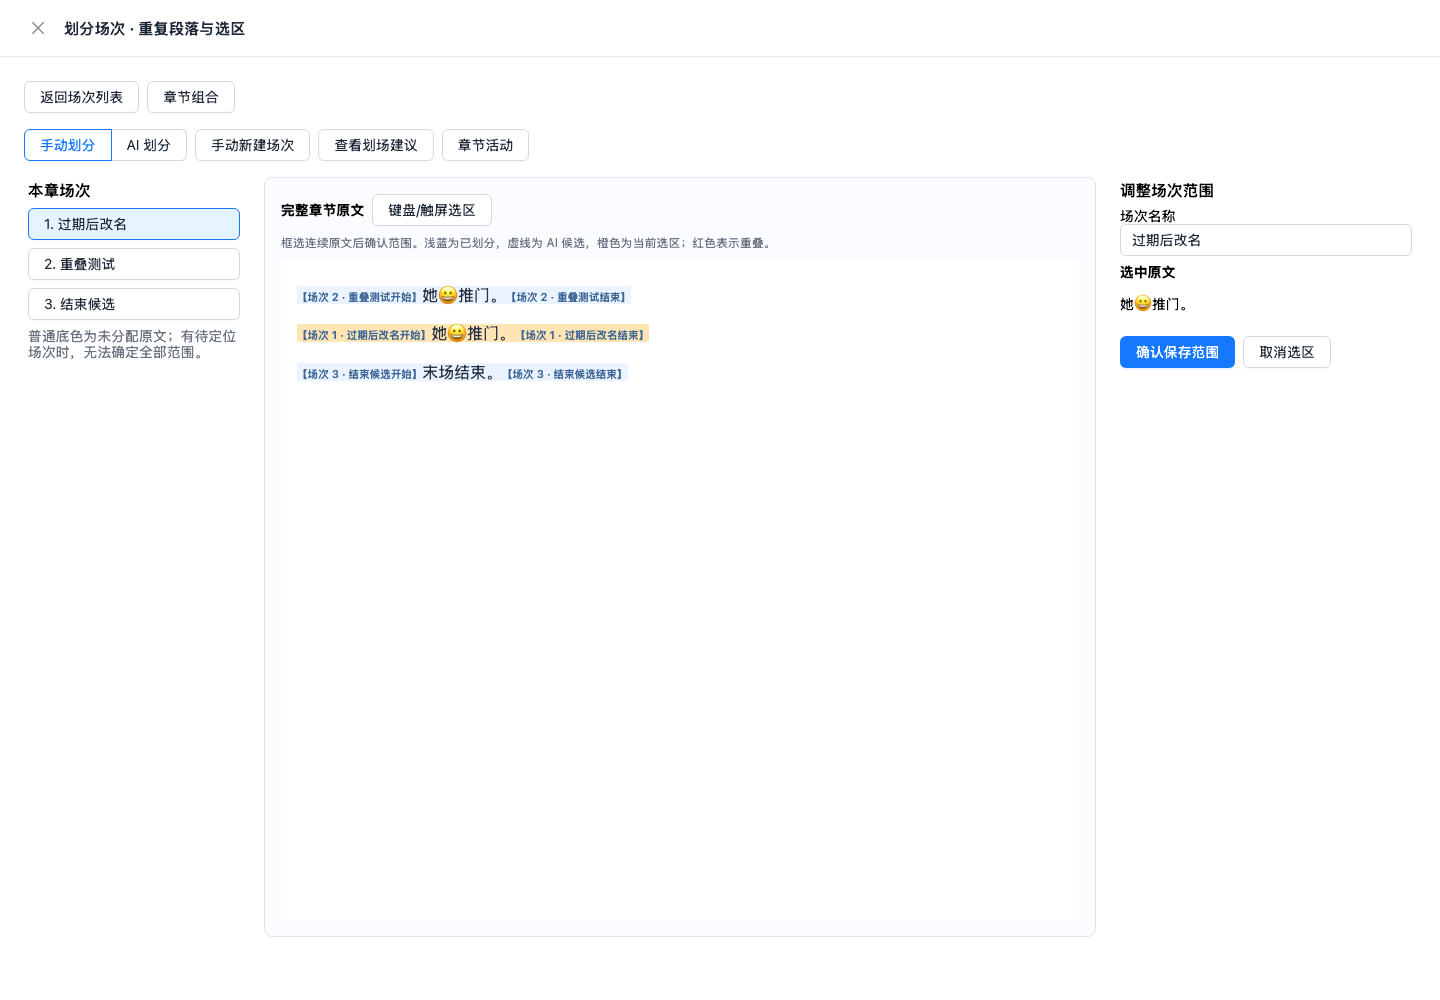 划分场次 · 重复段落与选区
返回场次列表 章节组合
手动划分 AI 划分 手动新建场次 查看划场建议 章节活动
本章场次
1. 过期后改名
2. 重叠测试
3. 结束候选
普通底色为未分配原文；有待定位
场次时，无法确定全部范围。
完整章节原文 键盘/触屏选区
框选连续原文后确认范围。浅蓝为已划分，虚线为 AI 候选，橙色为当前选区；红色表示重叠。
【场次 2 · 重叠测试开始】她😀推门。【场次 2 · 重叠测试结束】
【场次 1 · 过期后改名开始】她😀推门。【场次 1 · 过期后改名结束】
【场次 3 · 结束候选开始】末场结束。【场次 3 · 结束候选结束】
调整场次范围
场次名称
过期后改名
选中原文
她😀推门。
确认保存范围 取消选区